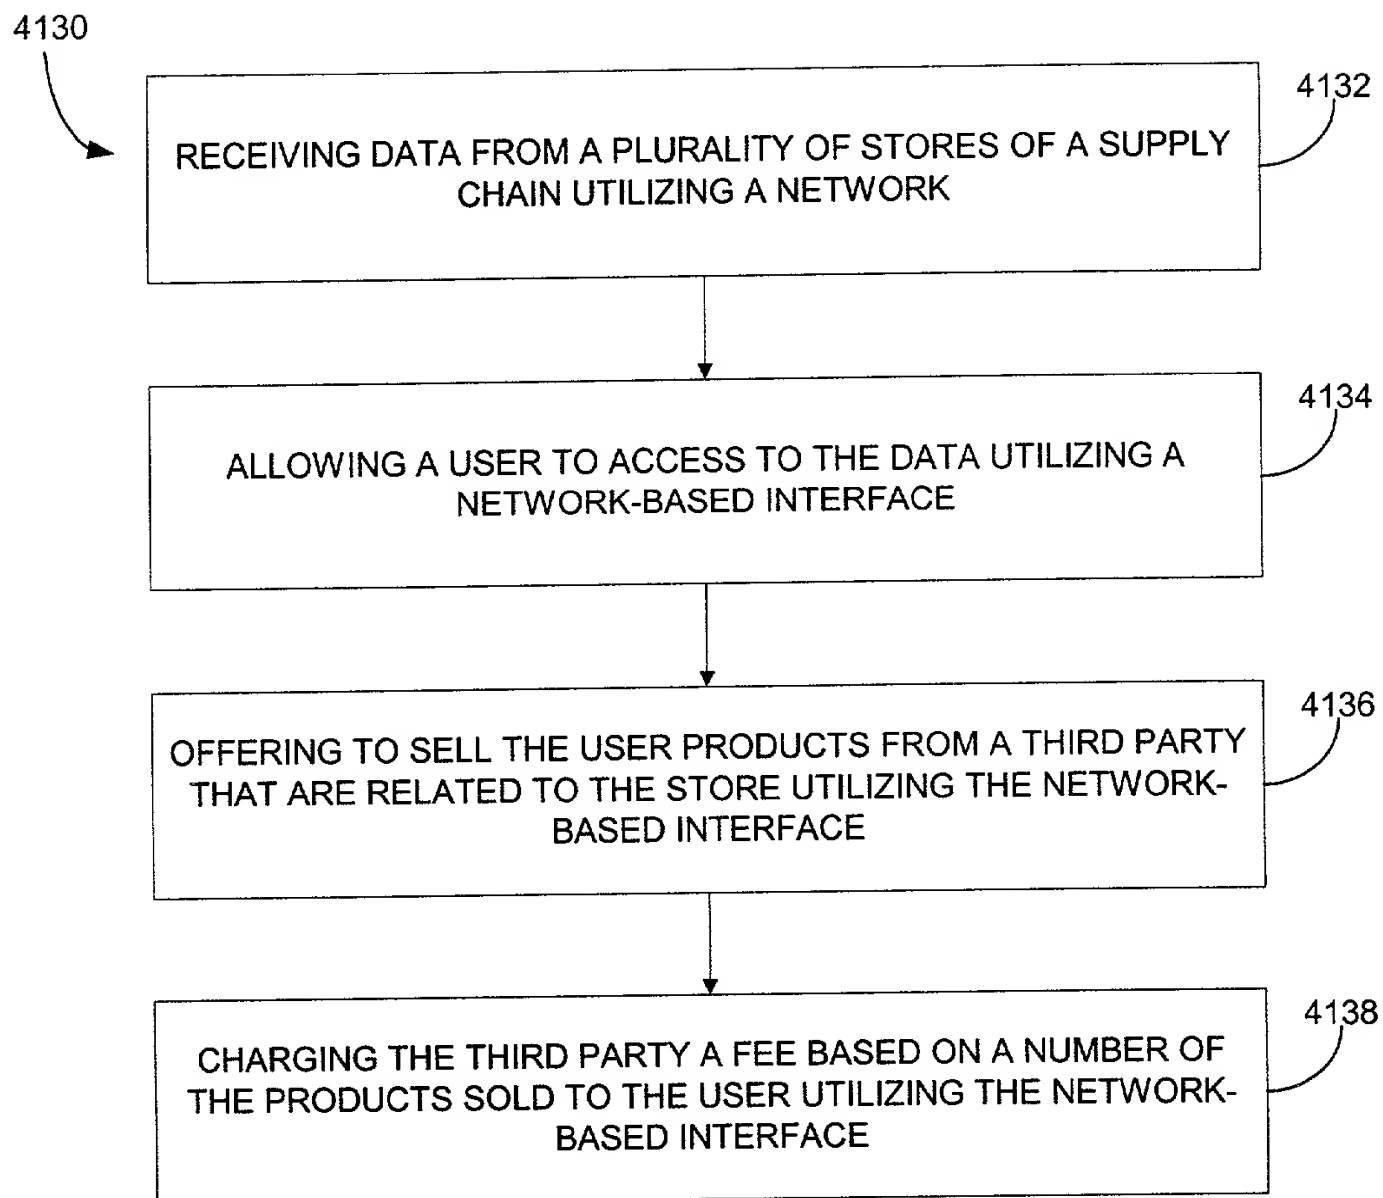 4130
4132
RECEIVING DATA FROM A PLURALITY OF STORES OF A SUPPLY
CHAIN UTILIZING A NETWORK
4134
ALLOWING A USER TO ACCESS TO THE DATA UTILIZING A
NETWORK-BASED INTERFACE
4136
OFFERING TO SELL THE USER PRODUCTS FROM A THIRD PARTY
THAT ARE RELATED TO THE STORE UTILIZING THE NETWORK-
BASED INTERFACE
4138
CHARGING THE THIRD PARTY A FEE BASED ON A NUMBER OF
THE PRODUCTS SOLD TO THE USER UTILIZING THE NETWORK-
BASED INTERFACE